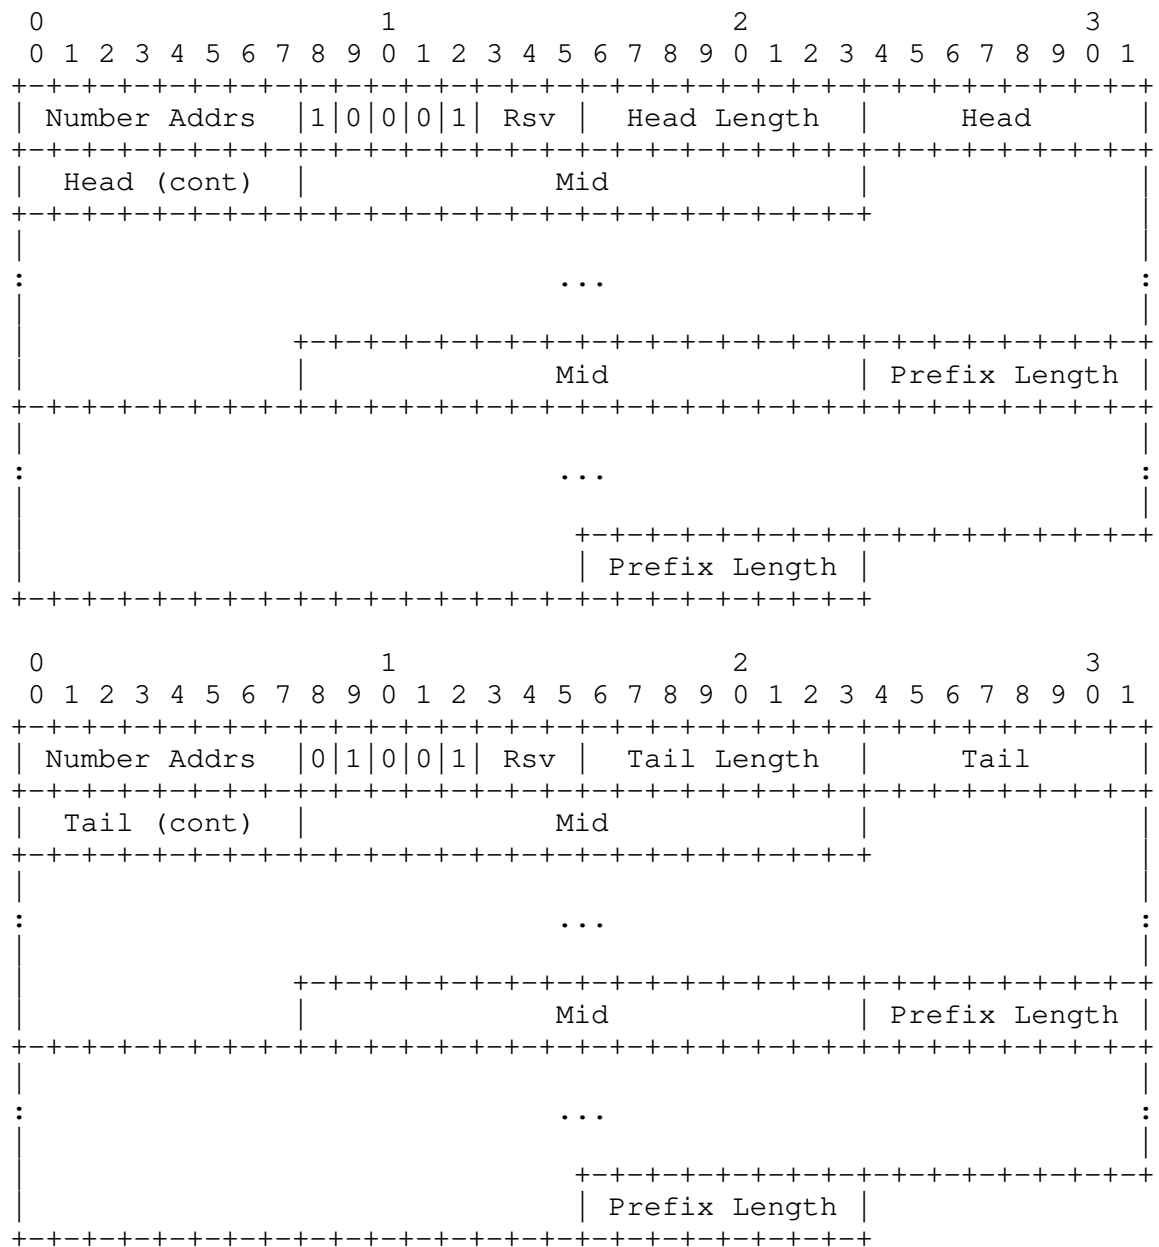 0                   1                   2                   3
 0 1 2 3 4 5 6 7 8 9 0 1 2 3 4 5 6 7 8 9 0 1 2 3 4 5 6 7 8 9 0 1
+-+-+-+-+-+-+-+-+-+-+-+-+-+-+-+-+-+-+-+-+-+-+-+-+-+-+-+-+-+-+-+-+
| Number Addrs  |1|0|0|0|1| Rsv |  Head Length  |     Head      |
+-+-+-+-+-+-+-+-+-+-+-+-+-+-+-+-+-+-+-+-+-+-+-+-+-+-+-+-+-+-+-+-+
|  Head (cont)  |              Mid              |               |
+-+-+-+-+-+-+-+-+-+-+-+-+-+-+-+-+-+-+-+-+-+-+-+-+               |
|                                                               |
:                              ...                              :
|                                                               |
|               +-+-+-+-+-+-+-+-+-+-+-+-+-+-+-+-+-+-+-+-+-+-+-+-+
|               |              Mid              | Prefix Length |
+-+-+-+-+-+-+-+-+-+-+-+-+-+-+-+-+-+-+-+-+-+-+-+-+-+-+-+-+-+-+-+-+
|                                                               |
:                              ...                              :
|                                                               |
|                               +-+-+-+-+-+-+-+-+-+-+-+-+-+-+-+-+
|                               | Prefix Length |
+-+-+-+-+-+-+-+-+-+-+-+-+-+-+-+-+-+-+-+-+-+-+-+-+

 0                   1                   2                   3
 0 1 2 3 4 5 6 7 8 9 0 1 2 3 4 5 6 7 8 9 0 1 2 3 4 5 6 7 8 9 0 1
+-+-+-+-+-+-+-+-+-+-+-+-+-+-+-+-+-+-+-+-+-+-+-+-+-+-+-+-+-+-+-+-+
| Number Addrs  |0|1|0|0|1| Rsv |  Tail Length  |     Tail      |
+-+-+-+-+-+-+-+-+-+-+-+-+-+-+-+-+-+-+-+-+-+-+-+-+-+-+-+-+-+-+-+-+
|  Tail (cont)  |              Mid              |               |
+-+-+-+-+-+-+-+-+-+-+-+-+-+-+-+-+-+-+-+-+-+-+-+-+               |
|                                                               |
:                              ...                              :
|                                                               |
|               +-+-+-+-+-+-+-+-+-+-+-+-+-+-+-+-+-+-+-+-+-+-+-+-+
|               |              Mid              | Prefix Length |
+-+-+-+-+-+-+-+-+-+-+-+-+-+-+-+-+-+-+-+-+-+-+-+-+-+-+-+-+-+-+-+-+
|                                                               |
:                              ...                              :
|                                                               |
|                               +-+-+-+-+-+-+-+-+-+-+-+-+-+-+-+-+
|                               | Prefix Length |
+-+-+-+-+-+-+-+-+-+-+-+-+-+-+-+-+-+-+-+-+-+-+-+-+